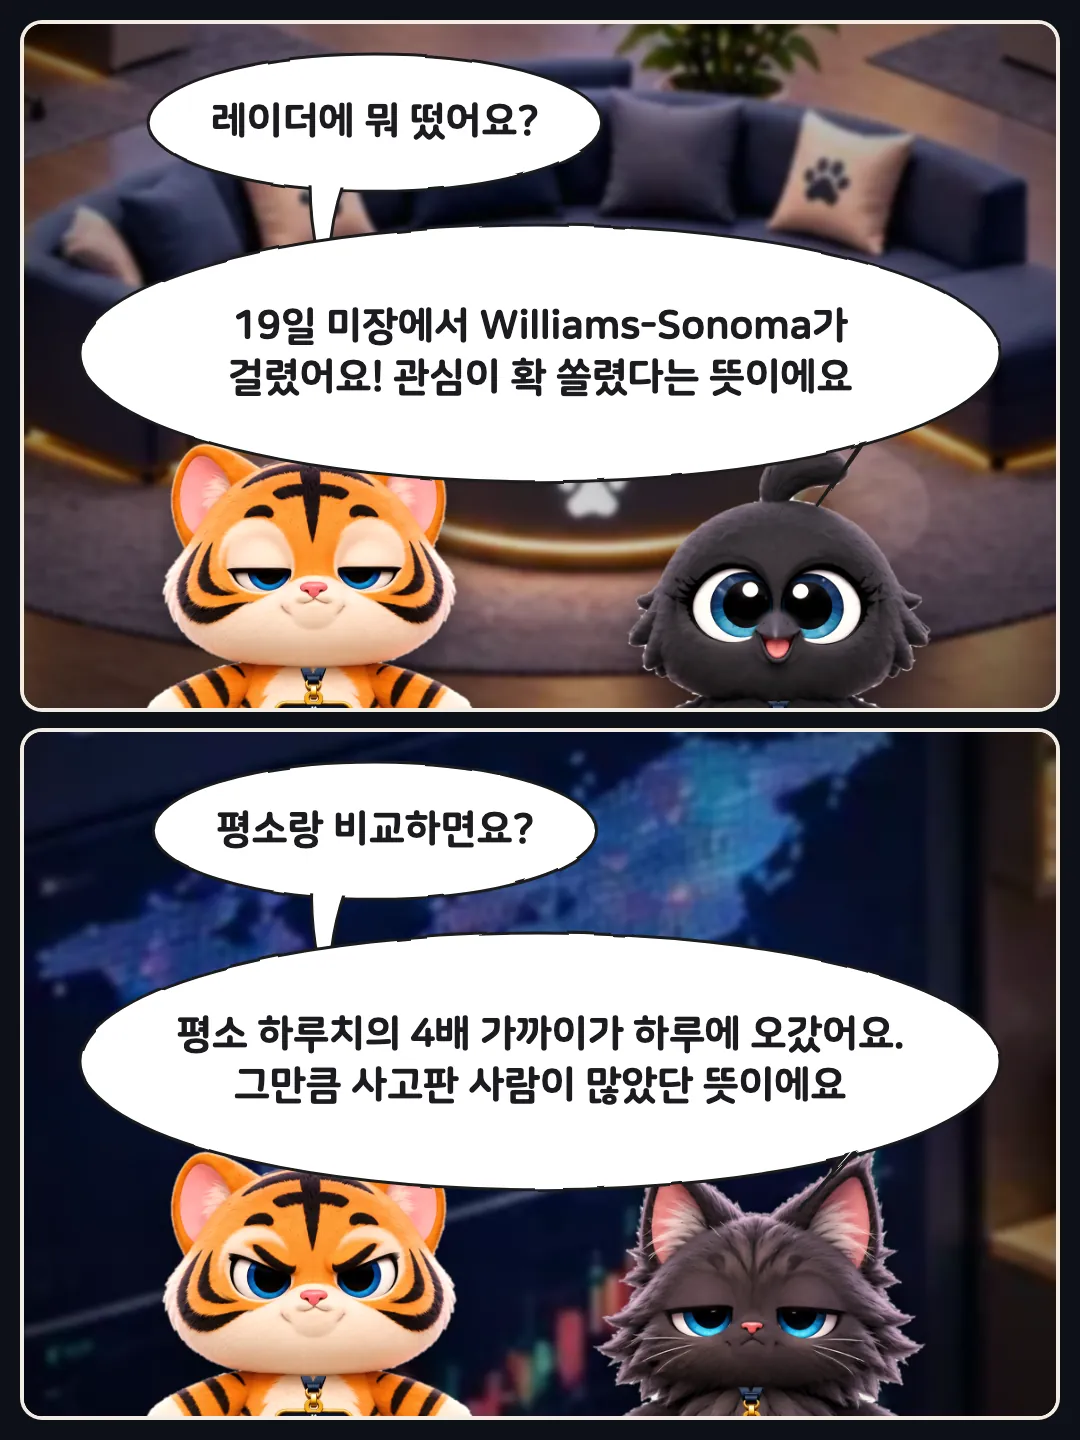 레이더에 뭐 떴어요?
19일 미장에서 Williams-Sonoma가
걸렸어요! 관심이 확 쏠렸다는 뜻이에요
평소랑 비교하면요?
평소 하루치의 4배 가까이가 하루에 오갔어요.
그만큼 사고판 사람이 많았단 뜻이에요